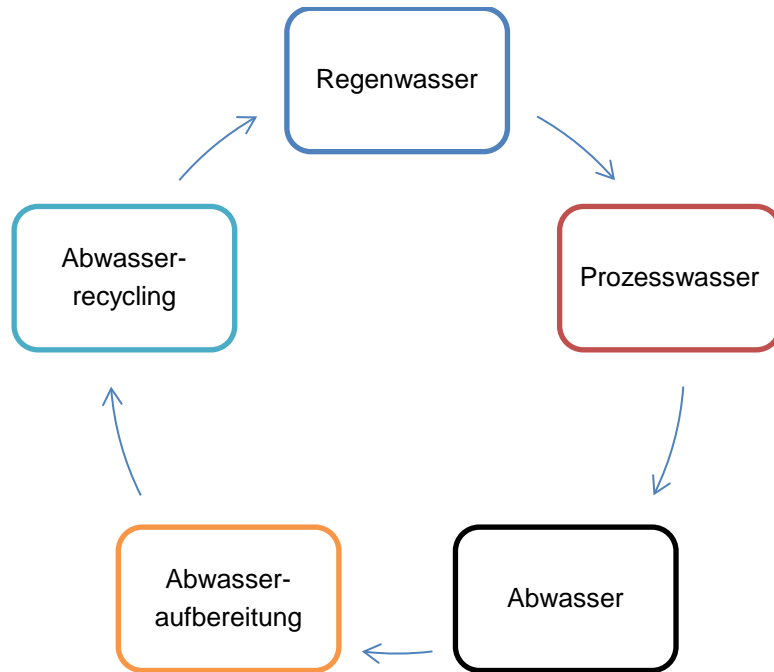 Regenwasser
Prozesswasser
Abwasser
Abwasser-
aufbereitung
Abwasser-
recycling